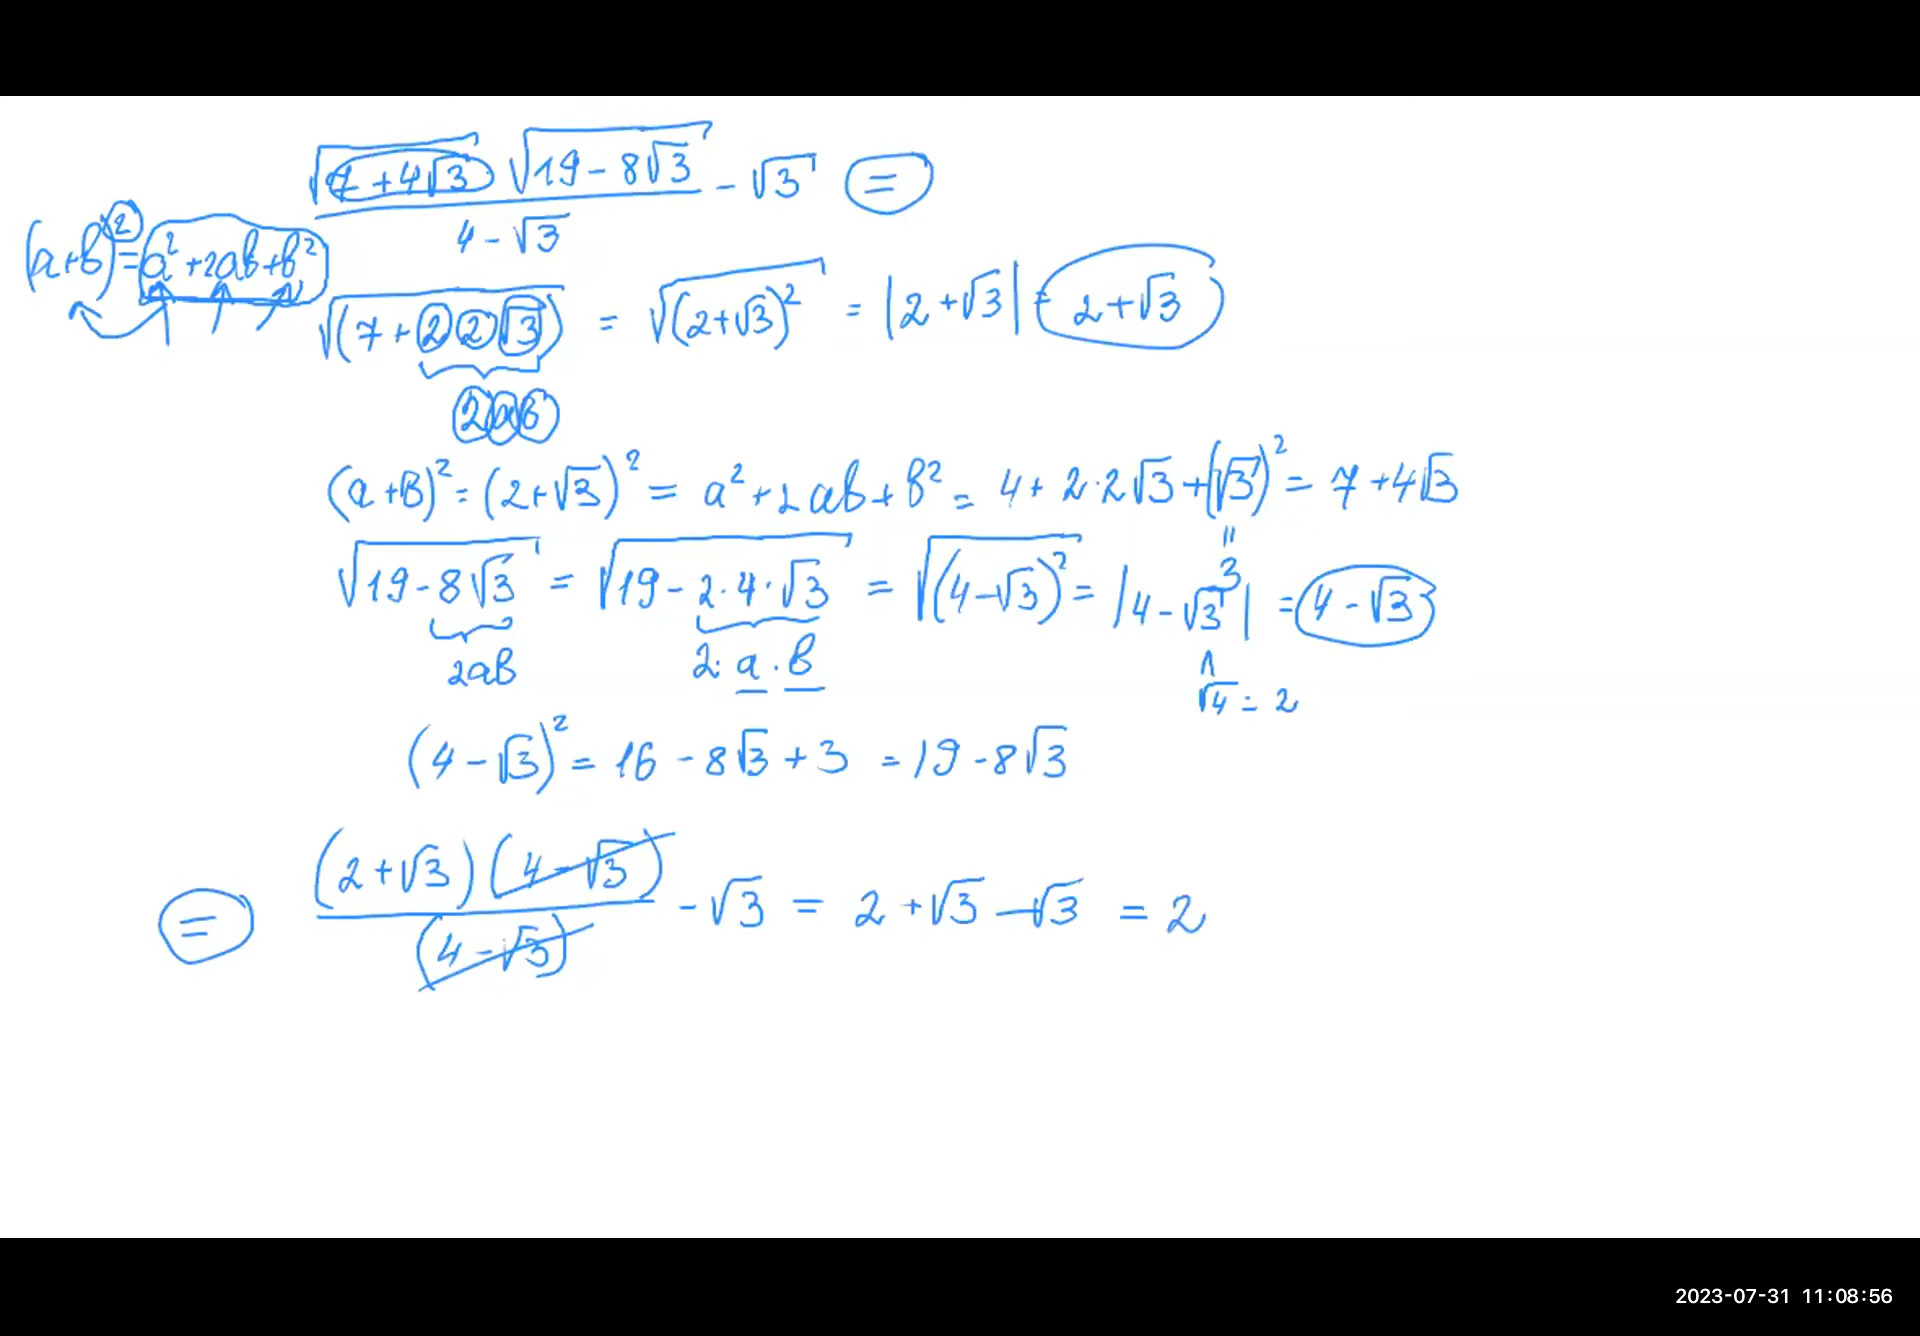 √(7+4√3) √(19-8√3) / (4-√3) - √3 =
(a+b)² = a²+2ab+b²
√(7+2 2 √3) = √(2+√3)² = |2+√3| = 2+√3
2ab
(a+b)² = (2+√3)² = a²+2ab+b² = 4+2·2√3+(√3)² = 7+4√3
"
3
√(19-8√3) = √(19-2·4·√3) = √(4-√3)² = |4-√3| = 4-√3
2ab 2·a·b ∧
√4 = 2
(4-√3)² = 16-8√3+3 = 19-8√3
= (2+√3)(4-√3) / (4-√3) - √3 = 2+√3-√3 = 2
2023-07-31 11:08:56